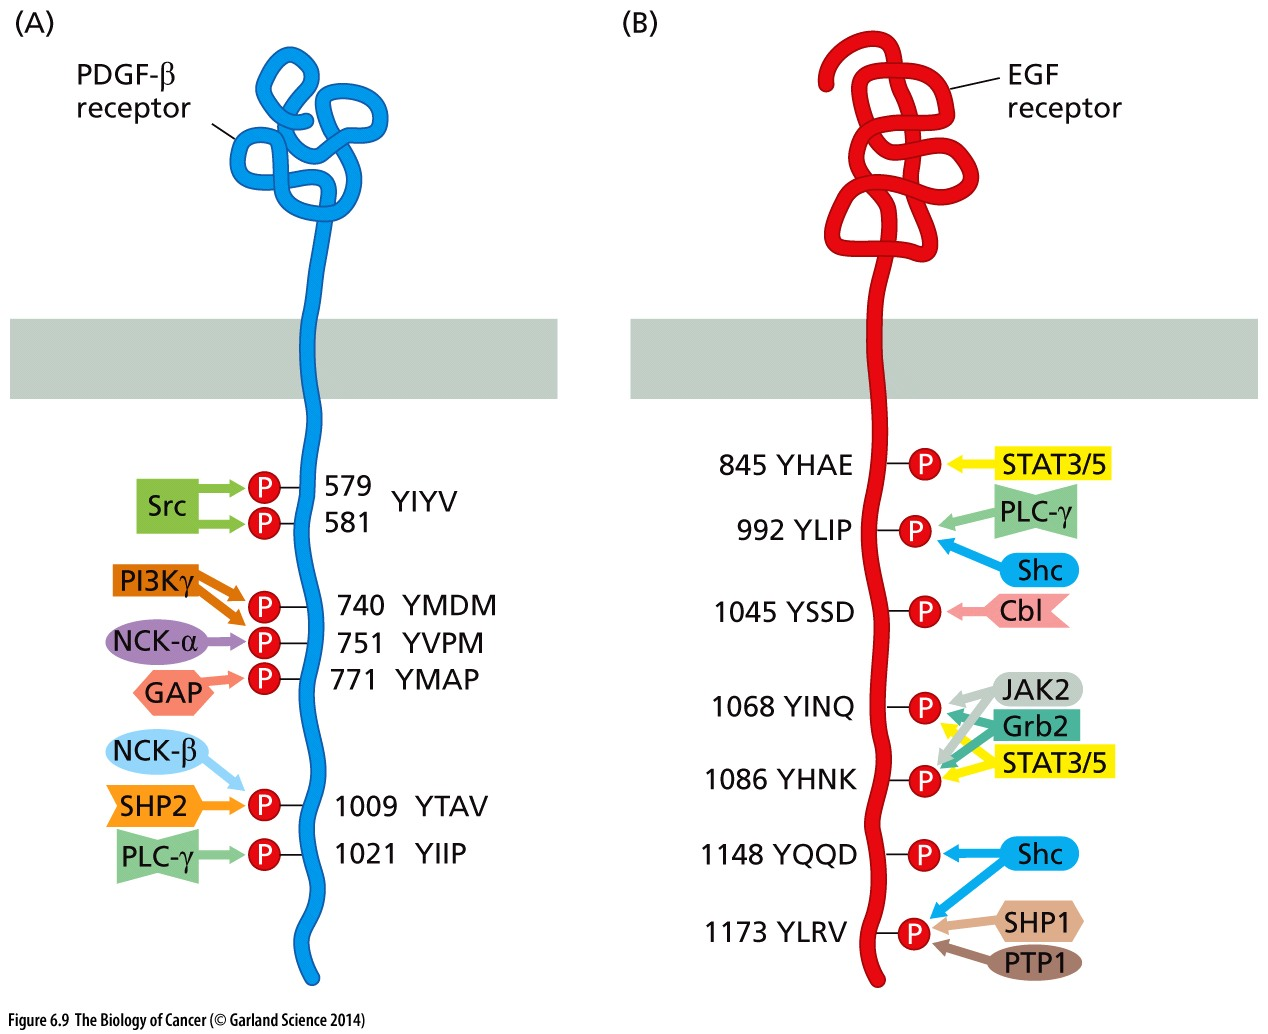 (A)
PDGF-β
receptor
Src
P
579
P
581
YIYV
PI3Kγ
P
740 YMDM
NCK-α
P
751 YVPM
GAP
P
771 YMAP
NCK-β
SHP2
P
1009 YTAV
PLC-γ
P
1021 YIIP
(B)
EGF
receptor
845 YHAE
P
STAT3/5
992 YLIP
P
PLC-γ
Shc
1045 YSSD
P
Cbl
1068 YINQ
P
JAK2
Grb2
STAT3/5
1086 YHNK
P
1148 YQQD
P
Shc
1173 YLRV
P
SHP1
PTP1
Figure 6.9 The Biology of Cancer (© Garland Science 2014)